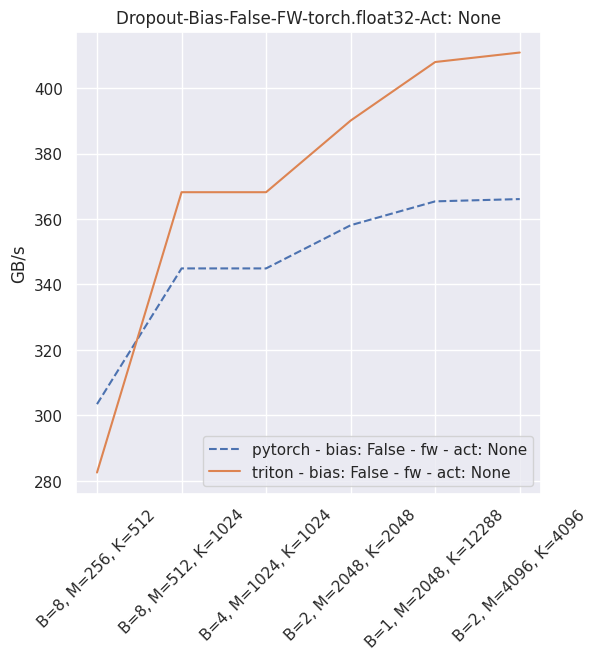 Dropout-Bias-False-FW-torch.float32-Act: None
GB/s
400
380
360
340
320
300
280
pytorch - bias: False - fw - act: None
triton - bias: False - fw - act: None
B=8, M=256, K=512
B=8, M=512, K=1024
B=4, M=1024, K=1024
B=2, M=2048, K=2048
B=1, M=2048, K=12288
B=2, M=4096, K=4096